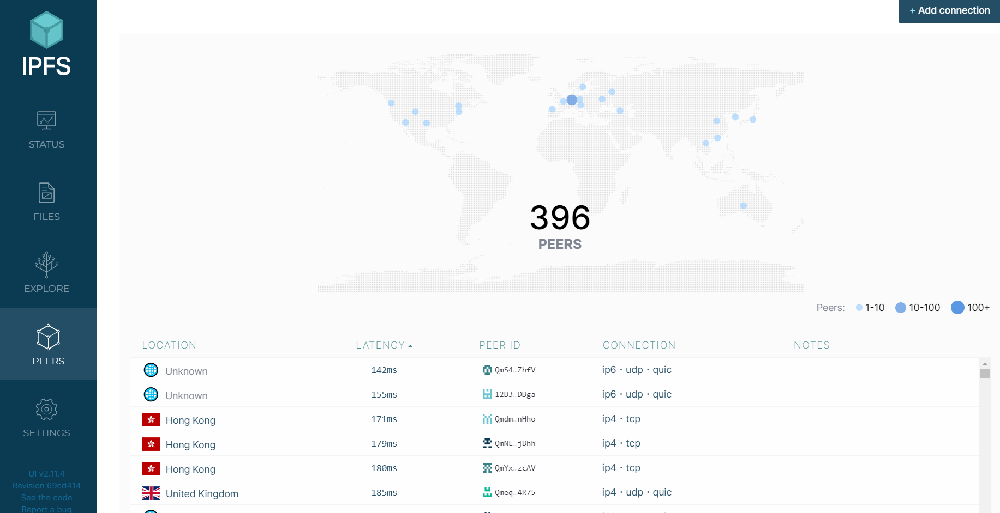 + Add connection
IPFS
STATUS
FILES
EXPLORE
PEERS
SETTINGS
UI v2.11.4
Revision 69cd414
See the code
Report a bug
396
PEERS
Peers: 1-10 10-100 100+
LOCATION LATENCY PEER ID CONNECTION NOTES
Unknown 142ms QmS4…ZbfV ip6 • udp • quic
Unknown 155ms 12D3…DDga ip6 • udp • quic
Hong Kong 171ms Qmdm…nHho ip4 • tcp
Hong Kong 179ms QmNL…jBhh ip4 • tcp
Hong Kong 180ms QmYx…zcAV ip4 • tcp
United Kingdom 185ms Qmeq…4R75 ip4 • udp • quic